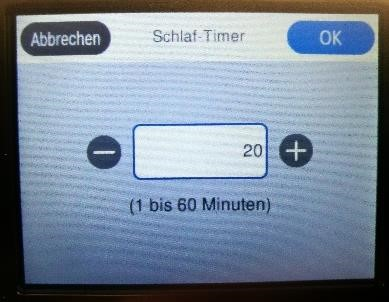 Abbrechen Schlaf-Timer OK
20
(1 bis 60 Minuten)